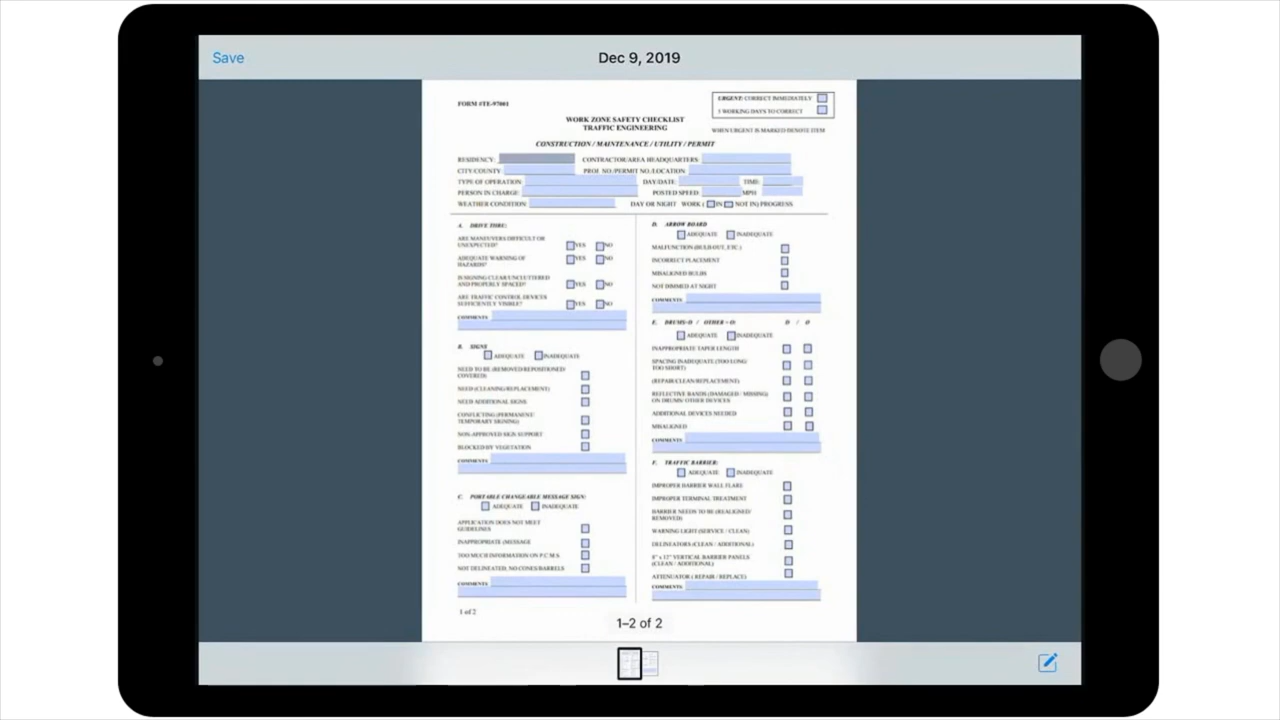 Save
Dec 9, 2019
FORM #TE-97001
URGENT: CORRECT IMMEDIATELY
5 WORKING DAYS TO CORRECT
WORK ZONE SAFETY CHECKLIST
TRAFFIC ENGINEERING
WHEN URGENT IS MARKED DENOTE ITEM
CONSTRUCTION / MAINTENANCE / UTILITY / PERMIT
RESIDENCY: CONTRACTOR/AREA HEADQUARTERS:
CITY/COUNTY: PROJ. NO./PERMIT NO./LOCATION:
TYPE OF OPERATION: DAY/DATE: TIME:
PERSON IN CHARGE: POSTED SPEED: MPH:
WEATHER CONDITION: DAY OR NIGHT WORK ( IN NOT IN) PROGRESS
A. DRIVE THRU:
ARE MANEUVERS DIFFICULT OR
UNEXPECTED? YES NO
ADEQUATE WARNING OF
HAZARDS? YES NO
IS SIGNING CLEAR/UNCLUTTERED
AND PROPERLY SPACED? YES NO
ARE TRAFFIC CONTROL DEVICES
SUFFICIENTLY VISIBLE? YES NO
COMMENTS:
B. SIGNS
ADEQUATE INADEQUATE
NEED TO BE (REMOVED/REPOSITIONED/
COVERED)
NEED (CLEANING/REPLACEMENT)
NEED ADDITIONAL SIGNS
CONFLICTING (PERMANENT/
TEMPORARY SIGNING)
NON-APPROVED SIGN SUPPORT
BLOCKED BY VEGETATION
COMMENTS:
C. PORTABLE CHANGEABLE MESSAGE SIGN:
ADEQUATE INADEQUATE
APPLICATION DOES NOT MEET
GUIDELINES
INAPPROPRIATE (MESSAGE
TOO MUCH INFORMATION ON P.C.M.S.
NOT DELINEATED, NO CONES/BARRELS
COMMENTS:
1 of 2
D. ARROW BOARD
ADEQUATE INADEQUATE
MALFUNCTION (BULB OUT, ETC.)
INCORRECT PLACEMENT
MISALIGNED BULBS
NOT DIMMED AT NIGHT
COMMENTS:
E. DRUMS=D / OTHER = O: D / O
ADEQUATE INADEQUATE
INAPPROPRIATE TAPER LENGTH
SPACING INADEQUATE (TOO LONG/
TOO SHORT)
(REPAIR/CLEAN/REPLACEMENT)
REFLECTIVE BANDS (DAMAGED / MISSING)
ON DRUMS/ OTHER DEVICES
ADDITIONAL DEVICES NEEDED
MISALIGNED
COMMENTS:
F. TRAFFIC BARRIER:
ADEQUATE INADEQUATE
IMPROPER BARRIER WALL FLARE
IMPROPER TERMINAL TREATMENT
BARRIER NEEDS TO BE (REALIGNED/
REMOVED)
WARNING LIGHT (SERVICE / CLEAN)
DELINEATORS (CLEAN / ADDITIONAL)
8" x 12" VERTICAL BARRIER PANELS
(CLEAN / ADDITIONAL)
ATTENUATOR ( REPAIR / REPLACE)
COMMENTS:
1–2 of 2